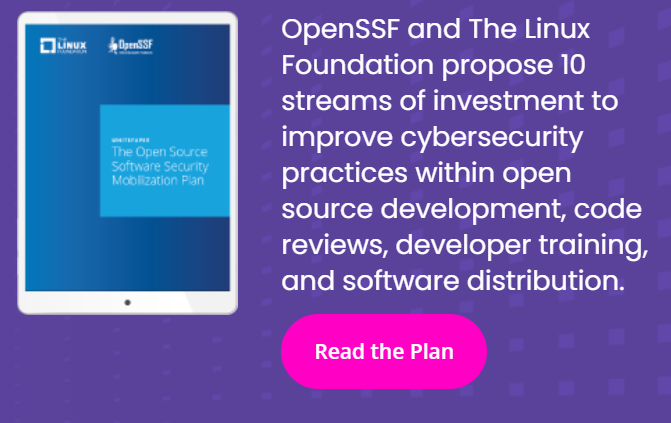 THE
LINUX
FOUNDATION
OpenSSF
WHITEPAPER
The Open Source
Software Security
Mobilization Plan
OpenSSF and The Linux
Foundation propose 10
streams of investment to
improve cybersecurity
practices within open
source development, code
reviews, developer training,
and software distribution.
Read the Plan